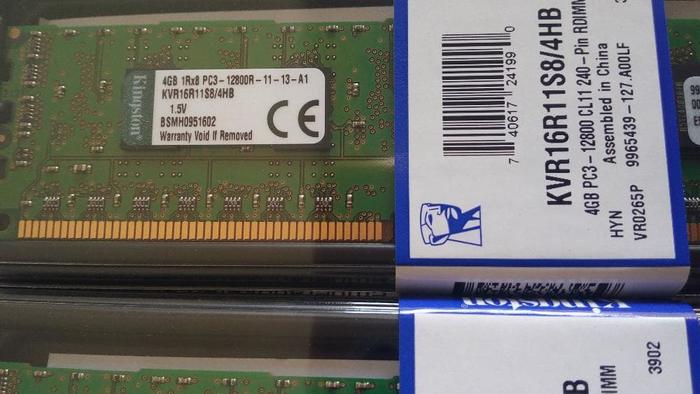 Kingston
4GB 1Rx8 PC3-12800R-11-13-A1
KVR16R11S8/4HB
1.5V
BSMH0951602
Warranty Void If Removed
CE
7 40617 24199 0
KVR16R11S8/4HB
4GB PC3-12800 CL11 240-Pin RDIMM
Assembled in China
HYN
VR0265P 9965439-127.A00LF
99
Kingston
3902
B
IMM